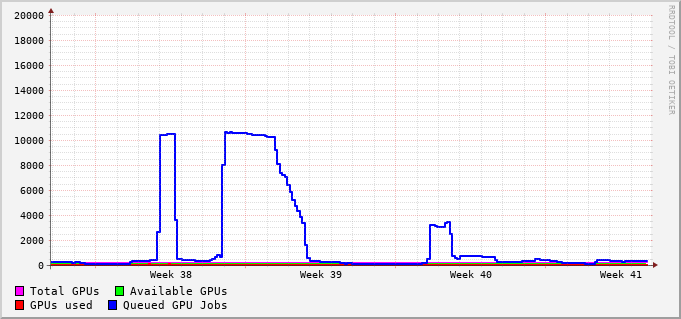 20000
18000
16000
14000
12000
10000
8000
6000
4000
2000
0
Week 38 Week 39 Week 40 Week 41
Total GPUs Available GPUs
GPUs used Queued GPU Jobs
RRDTOOL / TOBI OETIKER